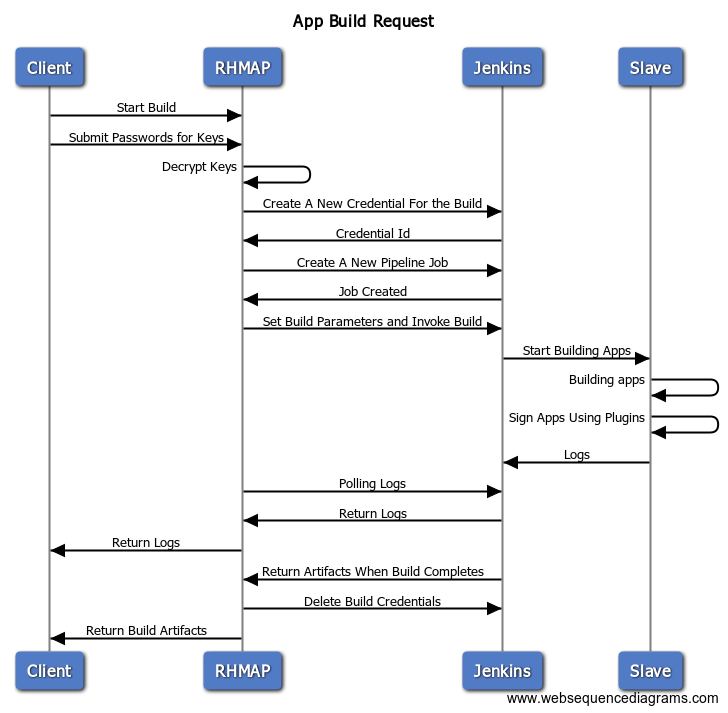 App Build Request
Client RHMAP Jenkins Slave
Start Build
Submit Passwords for Keys
Decrypt Keys
Create A New Credential For the Build
Credential Id
Create A New Pipeline Job
Job Created
Set Build Parameters and Invoke Build
Start Building Apps
Building apps
Sign Apps Using Plugins
Logs
Polling Logs
Return Logs
Return Logs
Return Artifacts When Build Completes
Delete Build Credentials
Return Build Artifacts
Client RHMAP Jenkins Slave
www.websequencediagrams.com